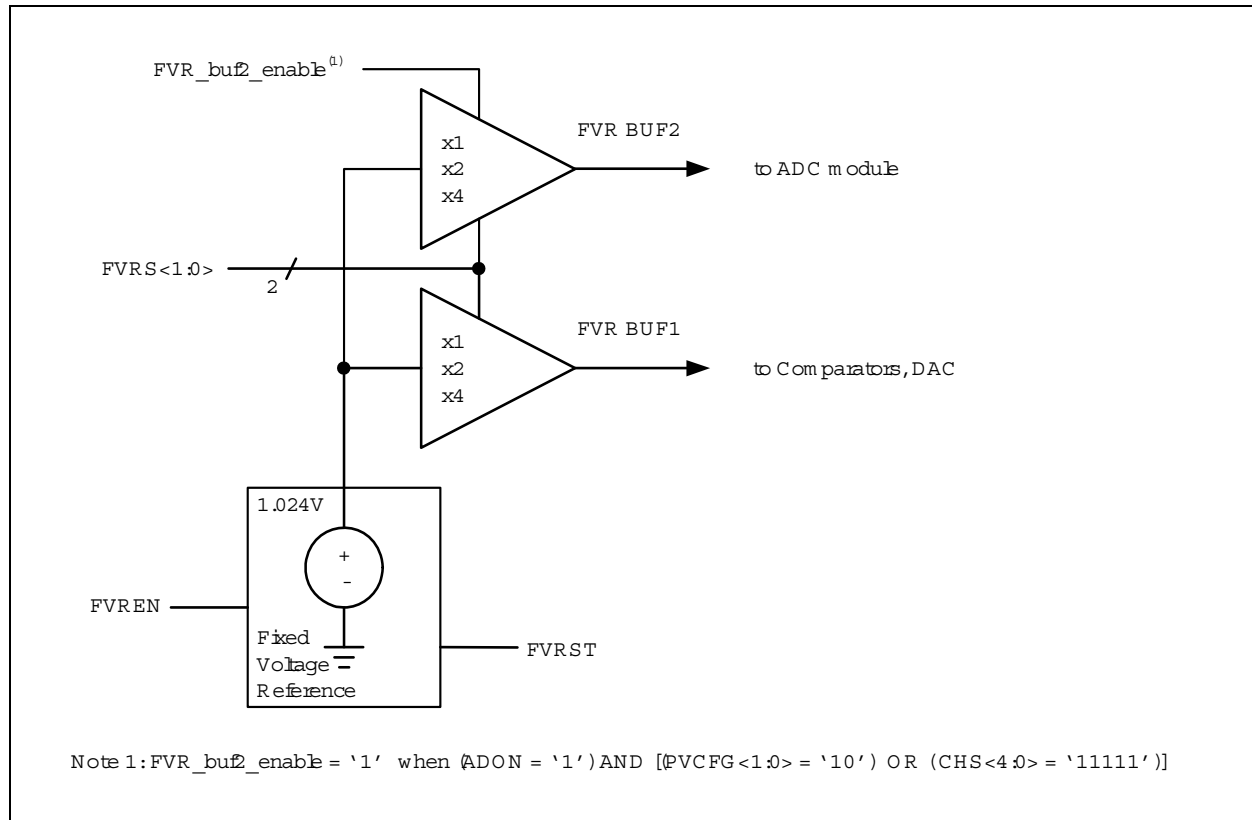 FVR_buf2_enable(1)
x1
x2
x4
FVR BUF2
to ADC module
FVRS<1:0>
2
x1
x2
x4
FVR BUF1
to Comparators, DAC
1.024V
+
-
FVREN
Fixed
Voltage
Reference
FVRST
Note 1: FVR_buf2_enable = ‘1’ when (ADON = ‘1’) AND [(PVCFG<1:0> = ‘10’) OR (CHS<4:0> = ‘11111’)]